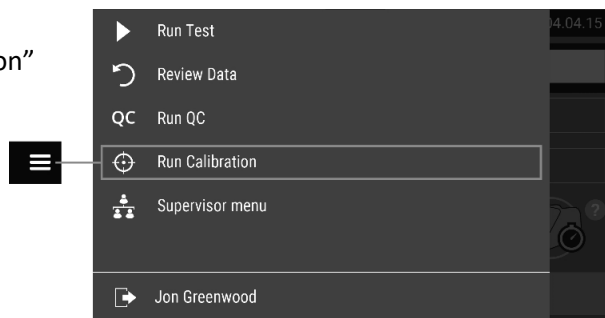 04.04.15
on”
Run Test
Review Data
QC Run QC
Run Calibration
Supervisor menu
?
Jon Greenwood